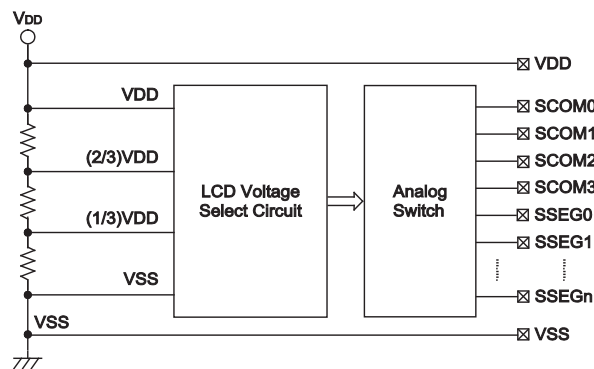 VDD
VDD
VDD
(2/3)VDD
(1/3)VDD
VSS
VSS
LCD Voltage
Select Circuit
Analog
Switch
SCOM0
SCOM1
SCOM2
SCOM3
SSEG0
SSEG1
SSEGn
VSS